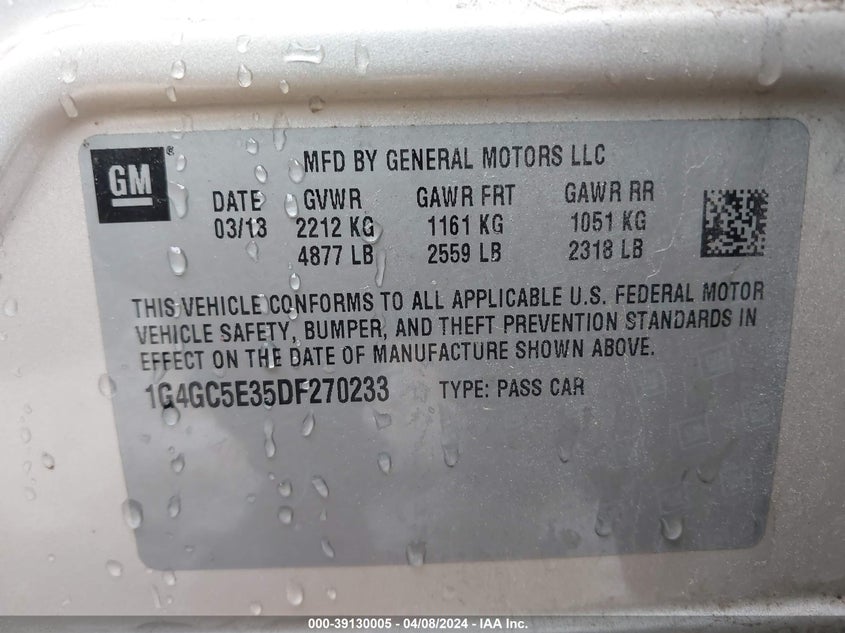 GM
MFD BY GENERAL MOTORS LLC
DATE GVWR GAWR FRT GAWR RR
03/13 2212 KG 1161 KG 1051 KG
4877 LB 2559 LB 2318 LB
THIS VEHICLE CONFORMS TO ALL APPLICABLE U.S. FEDERAL MOTOR
VEHICLE SAFETY, BUMPER, AND THEFT PREVENTION STANDARDS IN
EFFECT ON THE DATE OF MANUFACTURE SHOWN ABOVE.
1G4GC5E35DF270233 TYPE: PASS CAR
000-39130005 - 04/08/2024 - IAA Inc.